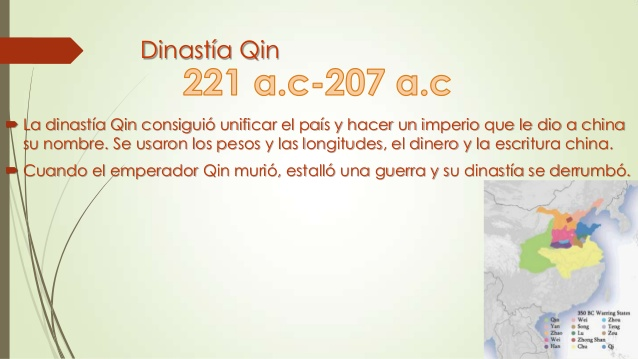 Dinastía Qin
221 a.c-207 a.c
La dinastía Qin consiguió unificar el país y hacer un imperio que le dio a china
su nombre. Se usaron los pesos y las longitudes, el dinero y la escritura china.
Cuando el emperador Qin murió, estalló una guerra y su dinastía se derrumbó.
350 BC Warring States
Qin Wei Zhou
Yan Song Teng
Zhao Lu Zou
Wei Zhong Shan
Han Chu Qi